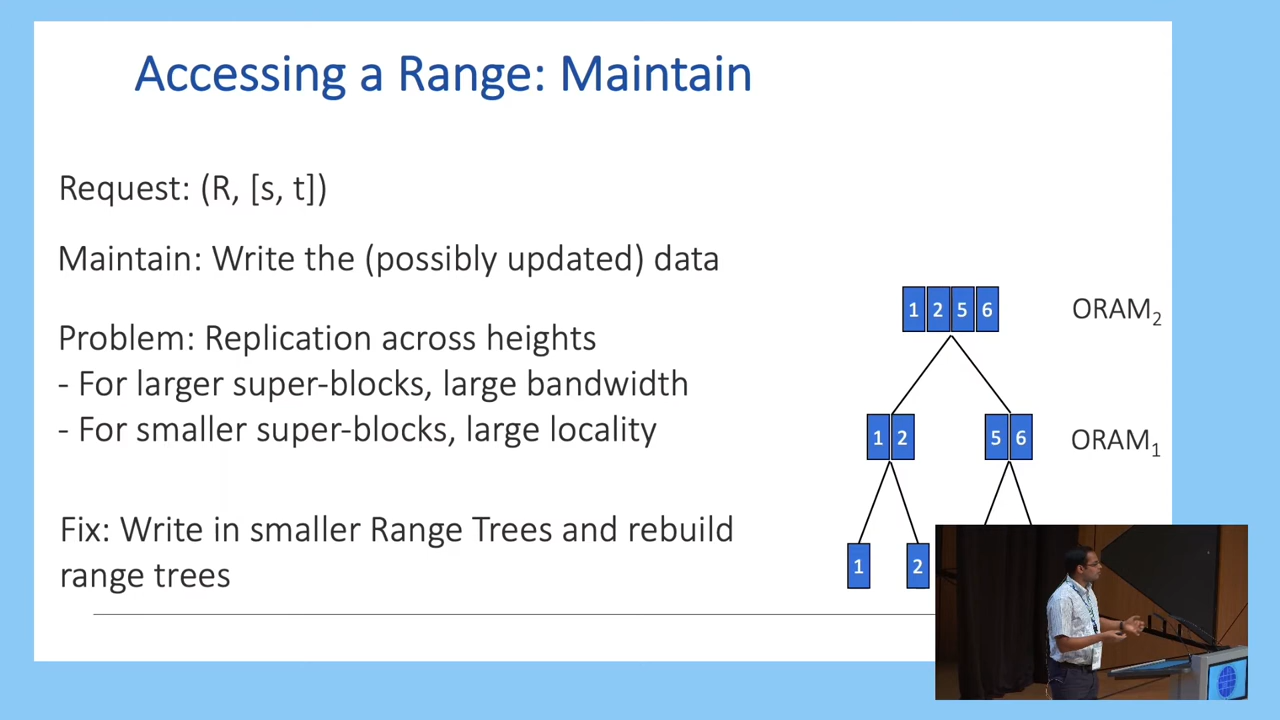 Accessing a Range: Maintain
Request: (R, [s, t])
Maintain: Write the (possibly updated) data
Problem: Replication across heights
- For larger super-blocks, large bandwidth
- For smaller super-blocks, large locality
Fix: Write in smaller Range Trees and rebuild
range trees
1 2 5 6 ORAM₂
1 2 5 6 ORAM₁
1 2